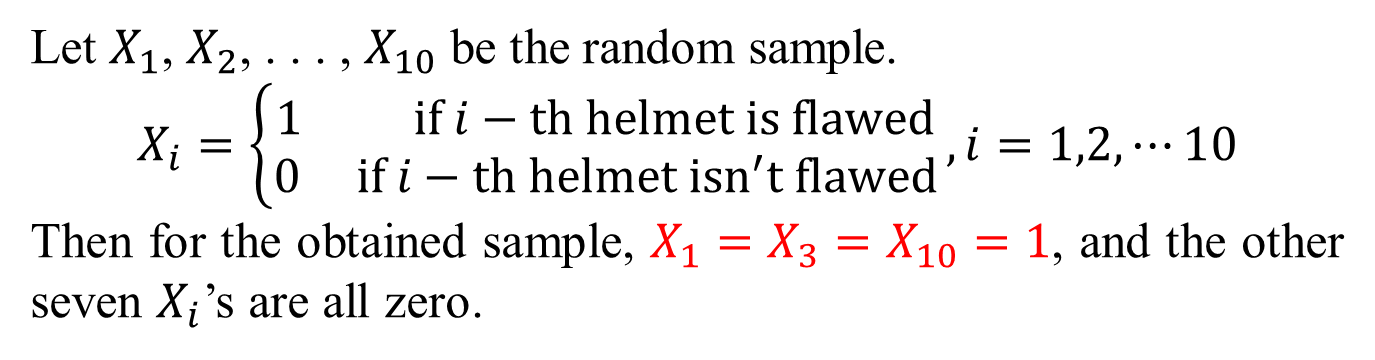 Let X₁, X₂, . . . , X₁₀ be the random sample.
Xᵢ = {1 if i − th helmet is flawed
0 if i − th helmet isn′t flawed , i = 1,2, ⋯ 10
Then for the obtained sample, X₁ = X₃ = X₁₀ = 1, and the other
seven Xᵢ’s are all zero.